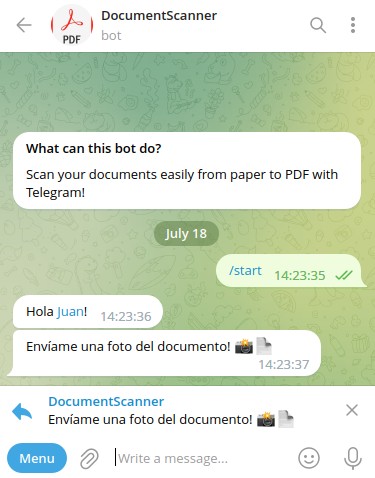 DocumentScanner
bot
PDF
What can this bot do?
Scan your documents easily from paper to PDF with
Telegram!
July 18
/start 14:23:35
Hola Juan! 14:23:36
Envíame una foto del documento! 📸📄
14:23:37
DocumentScanner
Envíame una foto del documento! 📸📄
Menu Write a message...